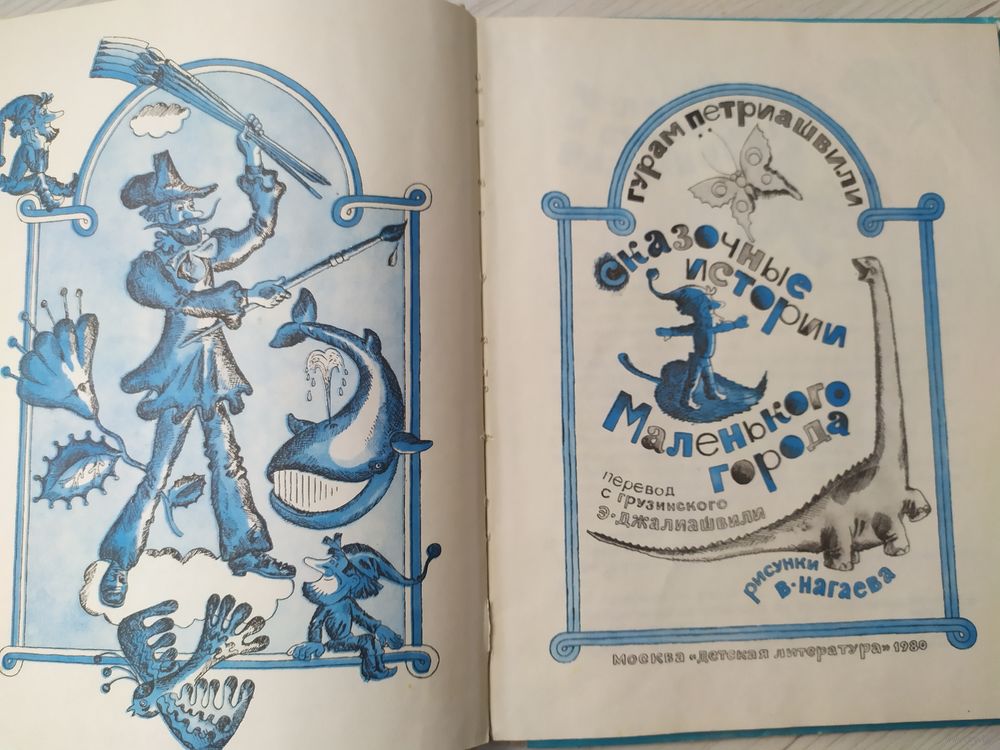 гурам петриашвили
сказочные
истории
Маленького
города
перевод
с грузинского
э. джалиашвили
рисунки
в. нагаева
Москва «детская литература» 1980